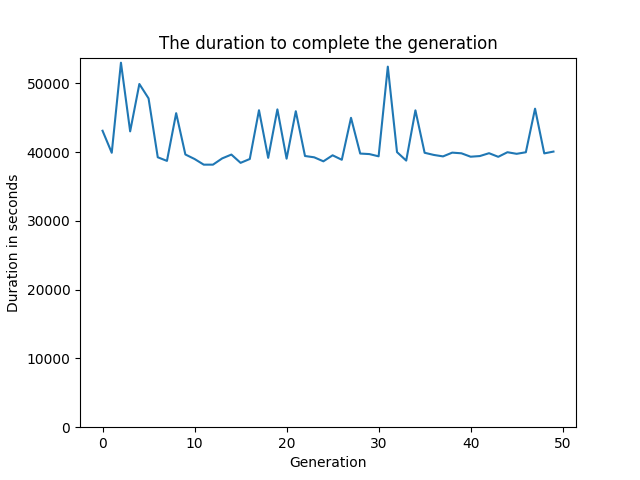 The duration to complete the generation
50000
40000
30000
20000
10000
0
Duration in seconds
0 10 20 30 40 50
Generation